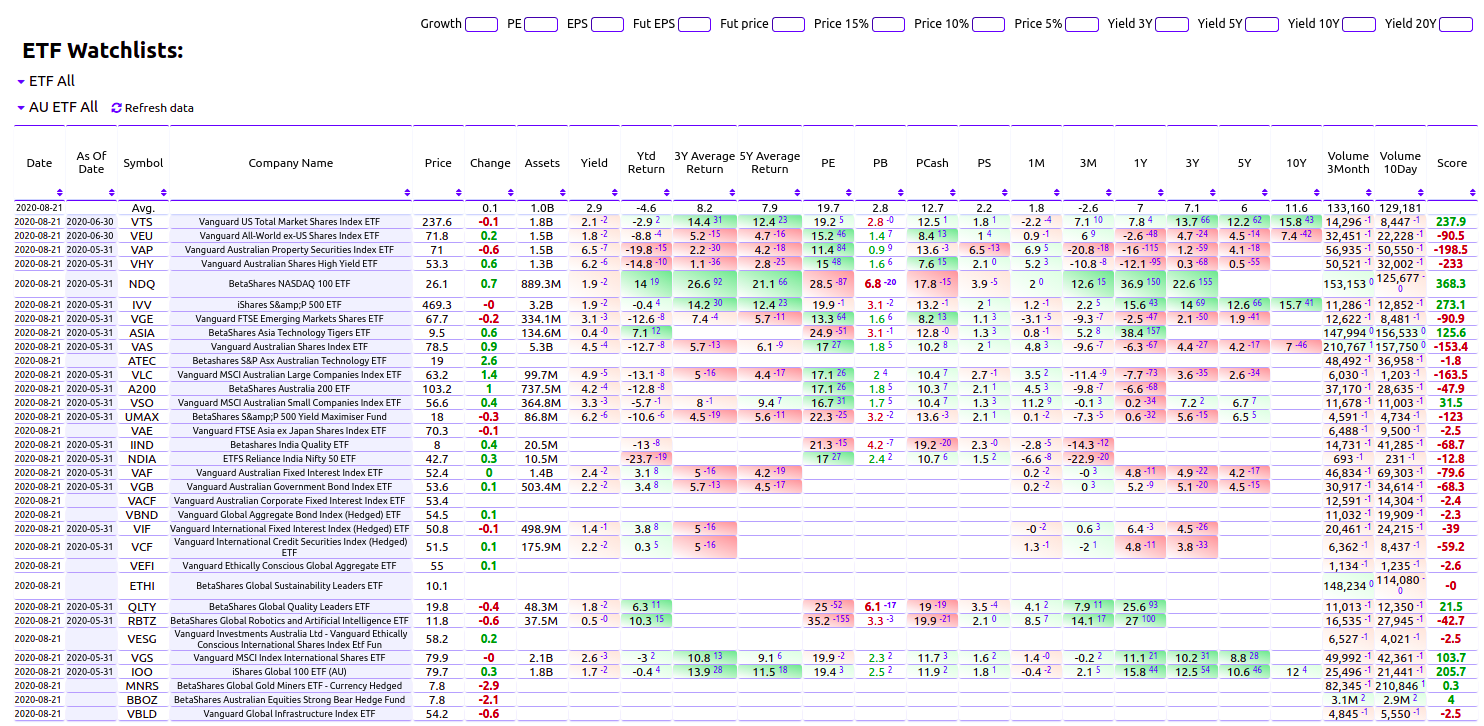 Growth PE EPS Fut EPS Fut price Price 15% Price 10% Price 5% Yield 3Y Yield 5Y Yield 10Y Yield 20Y
ETF Watchlists:
ETF All
AU ETF All Refresh data
Date As Of Date Symbol Company Name Price Change Assets Yield Ytd Return 3Y Average Return 5Y Average Return PE PB PCash PS 1M 3M 1Y 3Y 5Y 10Y Volume 3Month Volume 10Day Score
2020-08-21 Avg. 0.1 1.0B 2.9 -4.6 8.2 7.9 19.7 2.8 12.7 2.2 1.8 -2.6 7 7.1 6 11.6 133,160 129,181
2020-08-21 2020-06-30 VTS Vanguard US Total Market Shares Index ETF 237.6 -0.1 1.8B 2.1 -2 -2.9 2 14.4 31 12.4 23 19.2 5 2.8 -0 12.5 1 1.8 1 -2.2 -4 7.1 10 7.8 4 13.7 66 12.2 62 15.8 43 14,296 -1 8,447 -1 237.9
2020-08-21 2020-06-30 VEU Vanguard All-World ex-US Shares Index ETF 71.8 0.2 1.5B 1.8 -2 -8.8 -4 5.2 -15 4.7 -16 15.2 46 1.4 7 8.4 13 1 4 0.9 -1 6 9 -2.6 -48 4.7 -24 4.5 -14 7.4 -42 32,451 -1 22,228 -1 -90.5
2020-08-21 2020-05-31 VAP Vanguard Australian Property Securities Index ETF 71 -0.6 1.5B 6.5 -7 -19.8 -15 2.2 -30 4.2 -18 11.4 84 0.9 9 13.6 -3 6.5 -13 6.9 5 -20.8 -18 -16 -115 1.2 -59 4.1 -18 56,935 -1 50,550 -1 -198.5
2020-08-21 2020-05-31 VHY Vanguard Australian Shares High Yield ETF 53.3 0.6 1.3B 6.2 -6 -14.8 -10 1.1 -36 2.8 -25 15 48 1.6 6 7.6 15 2.1 0 5.2 3 -10.8 -8 -12.1 -95 0.3 -68 0.5 -55 50,521 -1 32,002 -1 -233
2020-08-21 2020-05-31 NDQ BetaShares NASDAQ 100 ETF 26.1 0.7 889.3M 1.9 -2 14 19 26.6 92 21.1 66 28.5 -87 6.8 -20 17.8 -15 3.9 -5 2 0 12.6 15 36.9 150 22.6 155 153,153 0 125,677 -0 368.3
2020-08-21 2020-05-31 IVV iShares S&amp;P 500 ETF 469.3 -0 3.2B 1.9 -2 -0.4 4 14.2 30 12.4 23 19.9 -1 3.1 -2 13.2 -1 2 1 1.2 -1 2.2 5 15.6 43 14 69 12.6 66 15.7 41 11,286 -1 12,852 -1 273.1
2020-08-21 2020-05-31 VGE Vanguard FTSE Emerging Markets Shares ETF 67.7 -0.2 334.1M 3.1 -3 -12.6 -8 7.4 -4 5.7 -11 13.3 64 1.6 6 8.2 13 1.1 3 -3.1 -5 -9.3 -7 -2.5 -47 2.1 -50 1.9 -41 12,622 -1 8,481 -1 -90.9
2020-08-21 2020-05-31 ASIA BetaShares Asia Technology Tigers ETF 9.5 0.6 134.6M 0.4 -0 7.1 12 24.9 -51 3.1 -1 12.8 -0 1.3 3 0.8 -1 5.2 8 38.4 157 147,994 0 156,533 0 125.6
2020-08-21 2020-05-31 VAS Vanguard Australian Shares Index ETF 78.5 0.9 5.3B 4.5 -4 -12.7 -8 5.7 -13 6.1 -9 17 27 1.8 5 10.2 8 2 1 4.8 3 -9.6 -7 -6.3 -67 4.4 -27 4.2 -17 7 -46 210,767 1 157,750 0 -153.4
2020-08-21 ATEC Betashares S&P Asx Australian Technology ETF 19 2.6 48,492 -1 36,958 -1 -1.8
2020-08-21 2020-05-31 VLC Vanguard MSCI Australian Large Companies Index ETF 63.2 1.4 99.7M 4.9 -5 -13.1 -8 5 -16 4.4 -17 17.1 26 2 4 10.4 7 2.7 -1 3.5 2 -11.4 -9 -7.7 -73 3.6 -35 2.6 -34 6,030 -1 1,203 -1 -163.5
2020-08-21 2020-05-31 A200 BetaShares Australia 200 ETF 103.2 1 737.5M 4.2 -4 -12.8 -8 17.1 26 1.8 5 10.3 7 2.1 1 4.5 3 -9.8 -7 -6.6 -68 37,170 -1 28,635 -1 -47.9
2020-08-21 2020-05-31 VSO Vanguard MSCI Australian Small Companies Index ETF 56.6 0.4 364.8M 3.3 -3 -5.7 -1 8 -1 9.4 7 16.7 31 1.7 5 10.4 7 1.3 3 11.2 9 -0.1 3 0.2 -34 7.2 2 6.7 7 11,678 -1 11,003 -1 31.5
2020-08-21 2020-05-31 UMAX BetaShares S&amp;P 500 Yield Maximiser Fund 18 -0.3 86.8M 6.2 -6 -10.6 -6 4.5 -19 5.6 -11 22.3 -25 3.2 -2 13.6 -3 2.1 1 0.1 -2 -7.3 -5 0.6 -32 5.6 -15 6.5 5 4,591 -1 4,734 -1 -123
2020-08-21 VAE Vanguard FTSE Asia ex Japan Shares Index ETF 70.3 -0.1 6,488 -1 9,500 -1 -2.5
2020-08-21 2020-05-31 IIND Betashares India Quality ETF 8 0.4 20.5M -13 -8 21.3 -15 4.2 -7 19.2 -20 2.3 -0 -2.8 -5 -14.3 -12 14,731 -1 41,285 -1 -68.7
2020-08-21 2020-05-31 NDIA ETFS Reliance India Nifty 50 ETF 42.7 0.3 10.5M -23.7 -19 17 27 2.4 2 10.7 6 1.5 2 -6.6 -8 -22.9 -20 693 -1 231 -1 -12.8
2020-08-21 2020-05-31 VAF Vanguard Australian Fixed Interest Index ETF 52.4 0 1.4B 2.4 -2 3.1 8 5 -16 4.2 -19 0.2 -2 -0 3 4.8 -11 4.9 -22 4.2 -17 46,834 -1 69,303 -1 -79.6
2020-08-21 2020-05-31 VGB Vanguard Australian Government Bond Index ETF 53.6 0.1 503.4M 2.2 -2 3.4 8 5.7 -13 4.5 -17 0.2 -2 0 3 5.2 -9 5.1 -20 4.5 -15 30,917 -1 34,614 -1 -68.3
2020-08-21 VACF Vanguard Australian Corporate Fixed Interest Index ETF 53.4 12,591 -1 14,304 -1 -2.4
2020-08-21 VBND Vanguard Global Aggregate Bond Index (Hedged) ETF 54.5 0.1 11,032 -1 19,909 -1 -2.3
2020-08-21 2020-05-31 VIF Vanguard International Fixed Interest Index (Hedged) ETF 50.8 -0.1 498.9M 1.4 -1 3.8 8 5 -16 -0 -2 0.6 3 6.4 -3 4.5 -26 20,461 -1 24,215 -1 -39
2020-08-21 2020-05-31 VCF Vanguard International Credit Securities Index (Hedged) ETF 51.5 0.1 175.9M 2.2 -2 0.3 5 5 -16 1.3 -1 -2 1 4.8 -11 3.8 -33 6,362 -1 8,437 -1 -59.2
2020-08-21 VEFI Vanguard Ethically Conscious Global Aggregate ETF 55 0.1 1,134 -1 1,235 -1 -2.6
2020-08-21 ETHI BetaShares Global Sustainability Leaders ETF 10.1 148,234 0 114,080 -0 -0
2020-08-21 2020-05-31 QLTY BetaShares Global Quality Leaders ETF 19.8 -0.4 48.3M 1.8 -2 6.3 11 25 -52 6.1 -17 19 -19 3.5 -4 4.1 2 7.9 11 25.6 93 11,013 -1 12,350 -1 21.5
2020-08-21 2020-05-31 RBTZ BetaShares Global Robotics and Artificial Intelligence ETF 11.8 -0.6 37.5M 0.5 -0 10.3 15 35.2 -155 3.3 -3 19.9 -21 2.1 0 8.5 7 14.1 17 27 100 16,535 -1 27,945 -1 -42.7
2020-08-21 VESG Vanguard Investments Australia Ltd - Vanguard Ethically Conscious International Shares Index Etf Fun 58.2 0.2 6,527 -1 4,021 -1 -2.5
2020-08-21 2020-05-31 VGS Vanguard MSCI Index International Shares ETF 79.9 -0 2.1B 2.6 -3 -3 2 10.8 13 9.1 6 19.9 -2 2.3 2 11.7 3 1.6 2 1.4 -0 -0.2 2 11.1 21 10.2 31 8.8 28 49,992 -1 42,361 -1 103.7
2020-08-21 2020-05-31 IOO iShares Global 100 ETF (AU) 79.7 0.3 1.8B 1.7 -2 -0.4 4 13.9 28 11.5 18 19.4 3 2.5 2 11.9 2 1.8 1 -0.4 -2 2.1 5 15.8 44 12.5 54 10.6 46 12 4 25,496 -1 21,441 -1 205.7
2020-08-21 MNRS BetaShares Global Gold Miners ETF - Currency Hedged 7.8 -2.9 82,345 -1 210,846 1 0.3
2020-08-21 BBOZ BetaShares Australian Equities Strong Bear Hedge Fund 7.8 -2.1 3.1M 2 2.9M 2 4
2020-08-21 VBLD Vanguard Global Infrastructure Index ETF 54.2 -0.6 4,845 -1 5,550 -1 -2.5